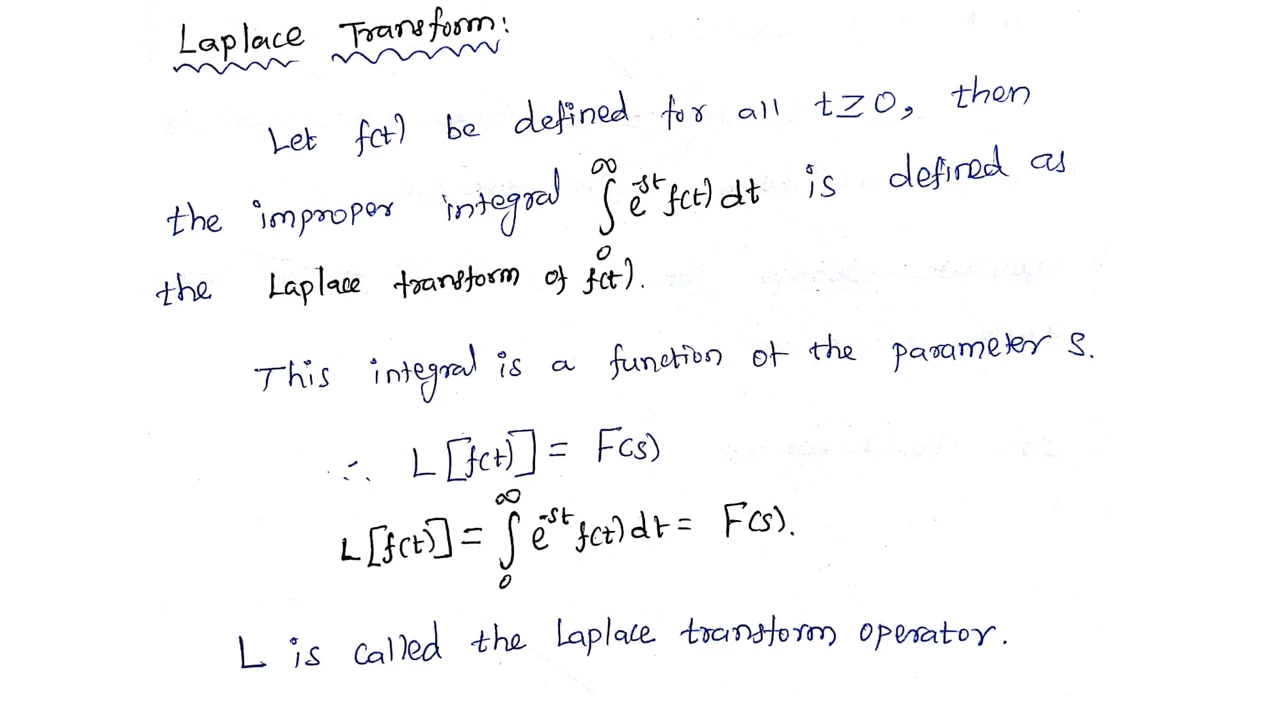 Laplace Transform:
Let f(t) be defined for all t≥0, then
the improper integral ∫₀^∞ e^-st f(t) dt is defined as
the Laplace transform of f(t).
This integral is a function of the parameter s.
∴ L[f(t)] = F(s)
L[f(t)] = ∫₀^∞ e^-st f(t) dt = F(s).
L is called the Laplace transform operator.